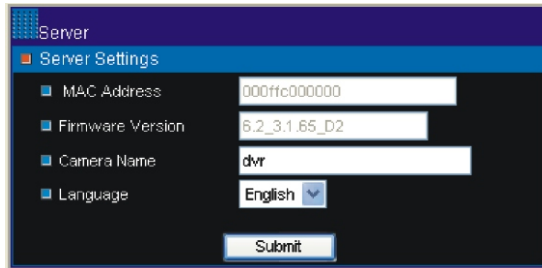 Server
Server Settings
MAC Address 000ffc000000
Firmware Version 6.2_3.1.65_D2
Camera Name dvr
Language English
Submit